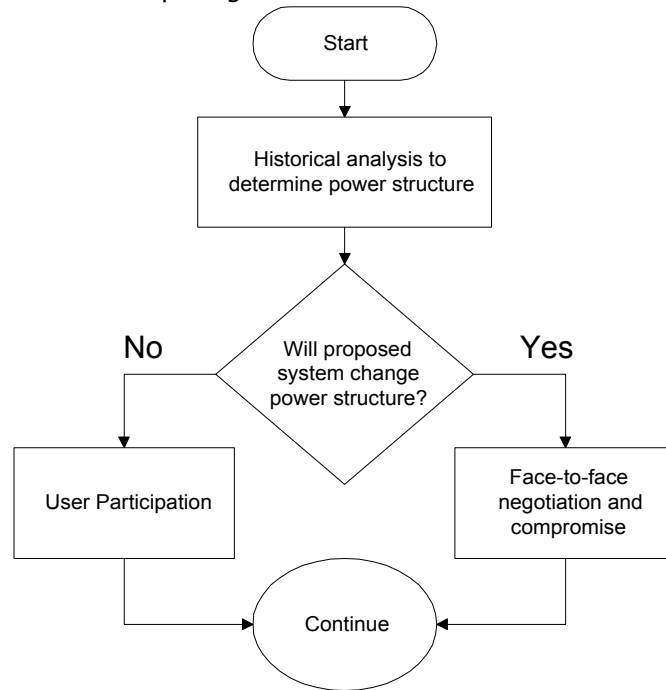 Start
Historical analysis to
determine power structure
Will proposed
system change
power structure?
No
Yes
User Participation
Face-to-face
negotiation and
compromise
Continue